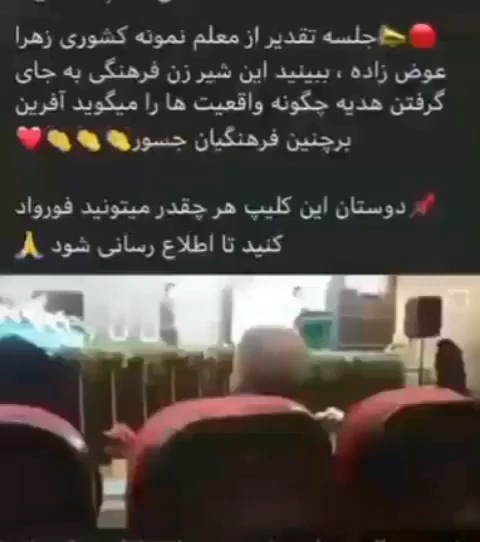 🔴📣جلسه تقدیر از معلم نمونه کشوری زهرا
عوض زاده ، ببینید این شیر زن فرهنگی به جای
گرفتن هدیه چگونه واقعیت ها را میگوید آفرین
برچنین فرهنگیان جسور👏👏👏❤️
📌دوستان این کلیپ هر چقدر میتونید فورواد
کنید تا اطلاع رسانی شود 🙏